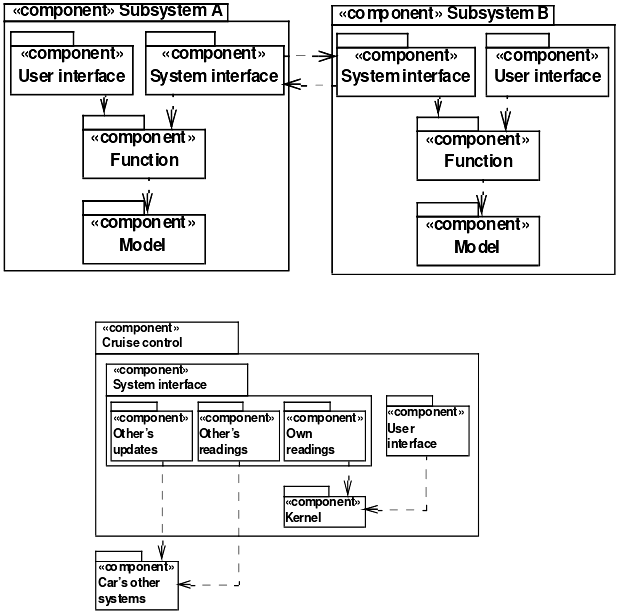 «component» Subsystem A
«component»
User interface
«component»
System interface
«component»
Function
«component»
Model
«component» Subsystem B
«component»
System interface
«component»
User interface
«component»
Function
«component»
Model
«component»
Cruise control
«component»
System interface
«component»
Other's
updates
«component»
Other's
readings
«component»
Own
readings
«component»
User
interface
«component»
Kernel
«component»
Car's other
systems